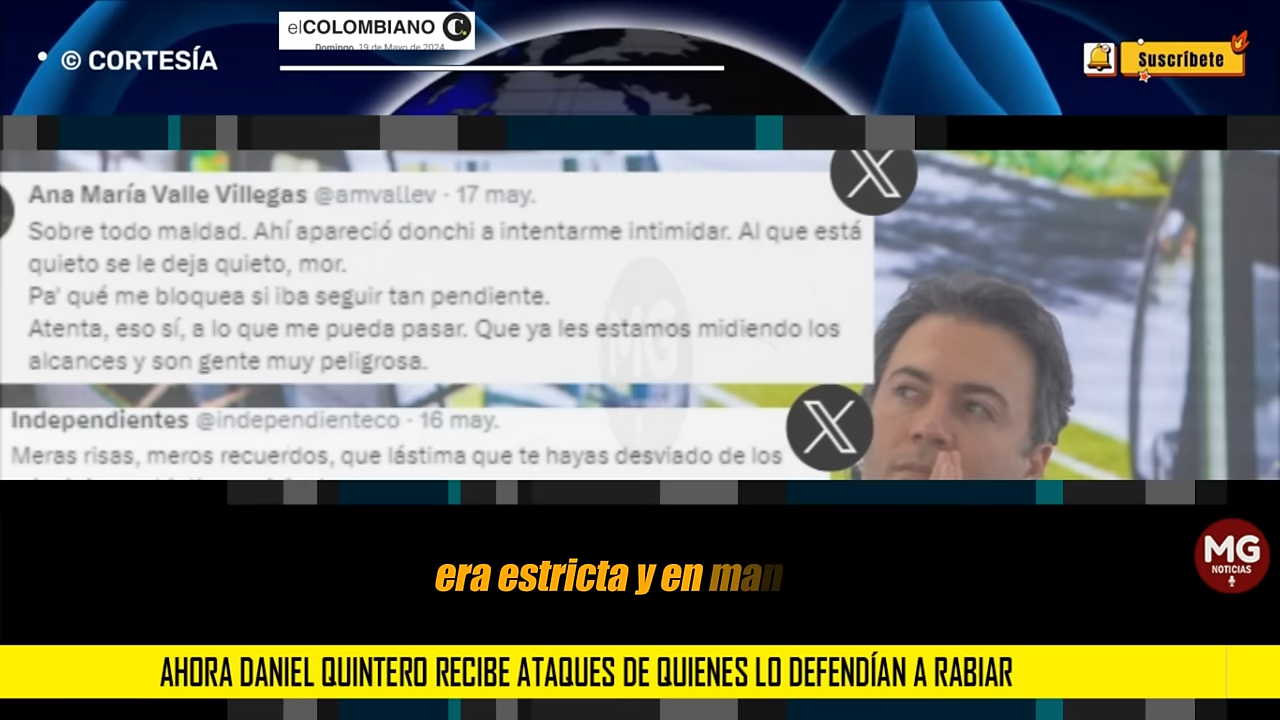 elCOLOMBIANO C.
Domingo, 19 de Mayo de 2024
© CORTESÍA
Suscríbete
Ana María Valle Villegas @amvallev · 17 may.
Sobre todo maldad. Ahí apareció donchi a intentarme intimidar. Al que está
quieto se le deja quieto, mor.
Pa' qué me bloquea si iba seguir tan pendiente.
Atenta, eso sí, a lo que me pueda pasar. Que ya les estamos midiendo los
alcances y son gente muy peligrosa.
MG
Independientes @independienteco · 16 may.
Meras risas, meros recuerdos, que lástima que te hayas desviado de los
era estricta y en man
MG
NOTICIAS
AHORA DANIEL QUINTERO RECIBE ATAQUES DE QUIENES LO DEFENDÍAN A RABIAR